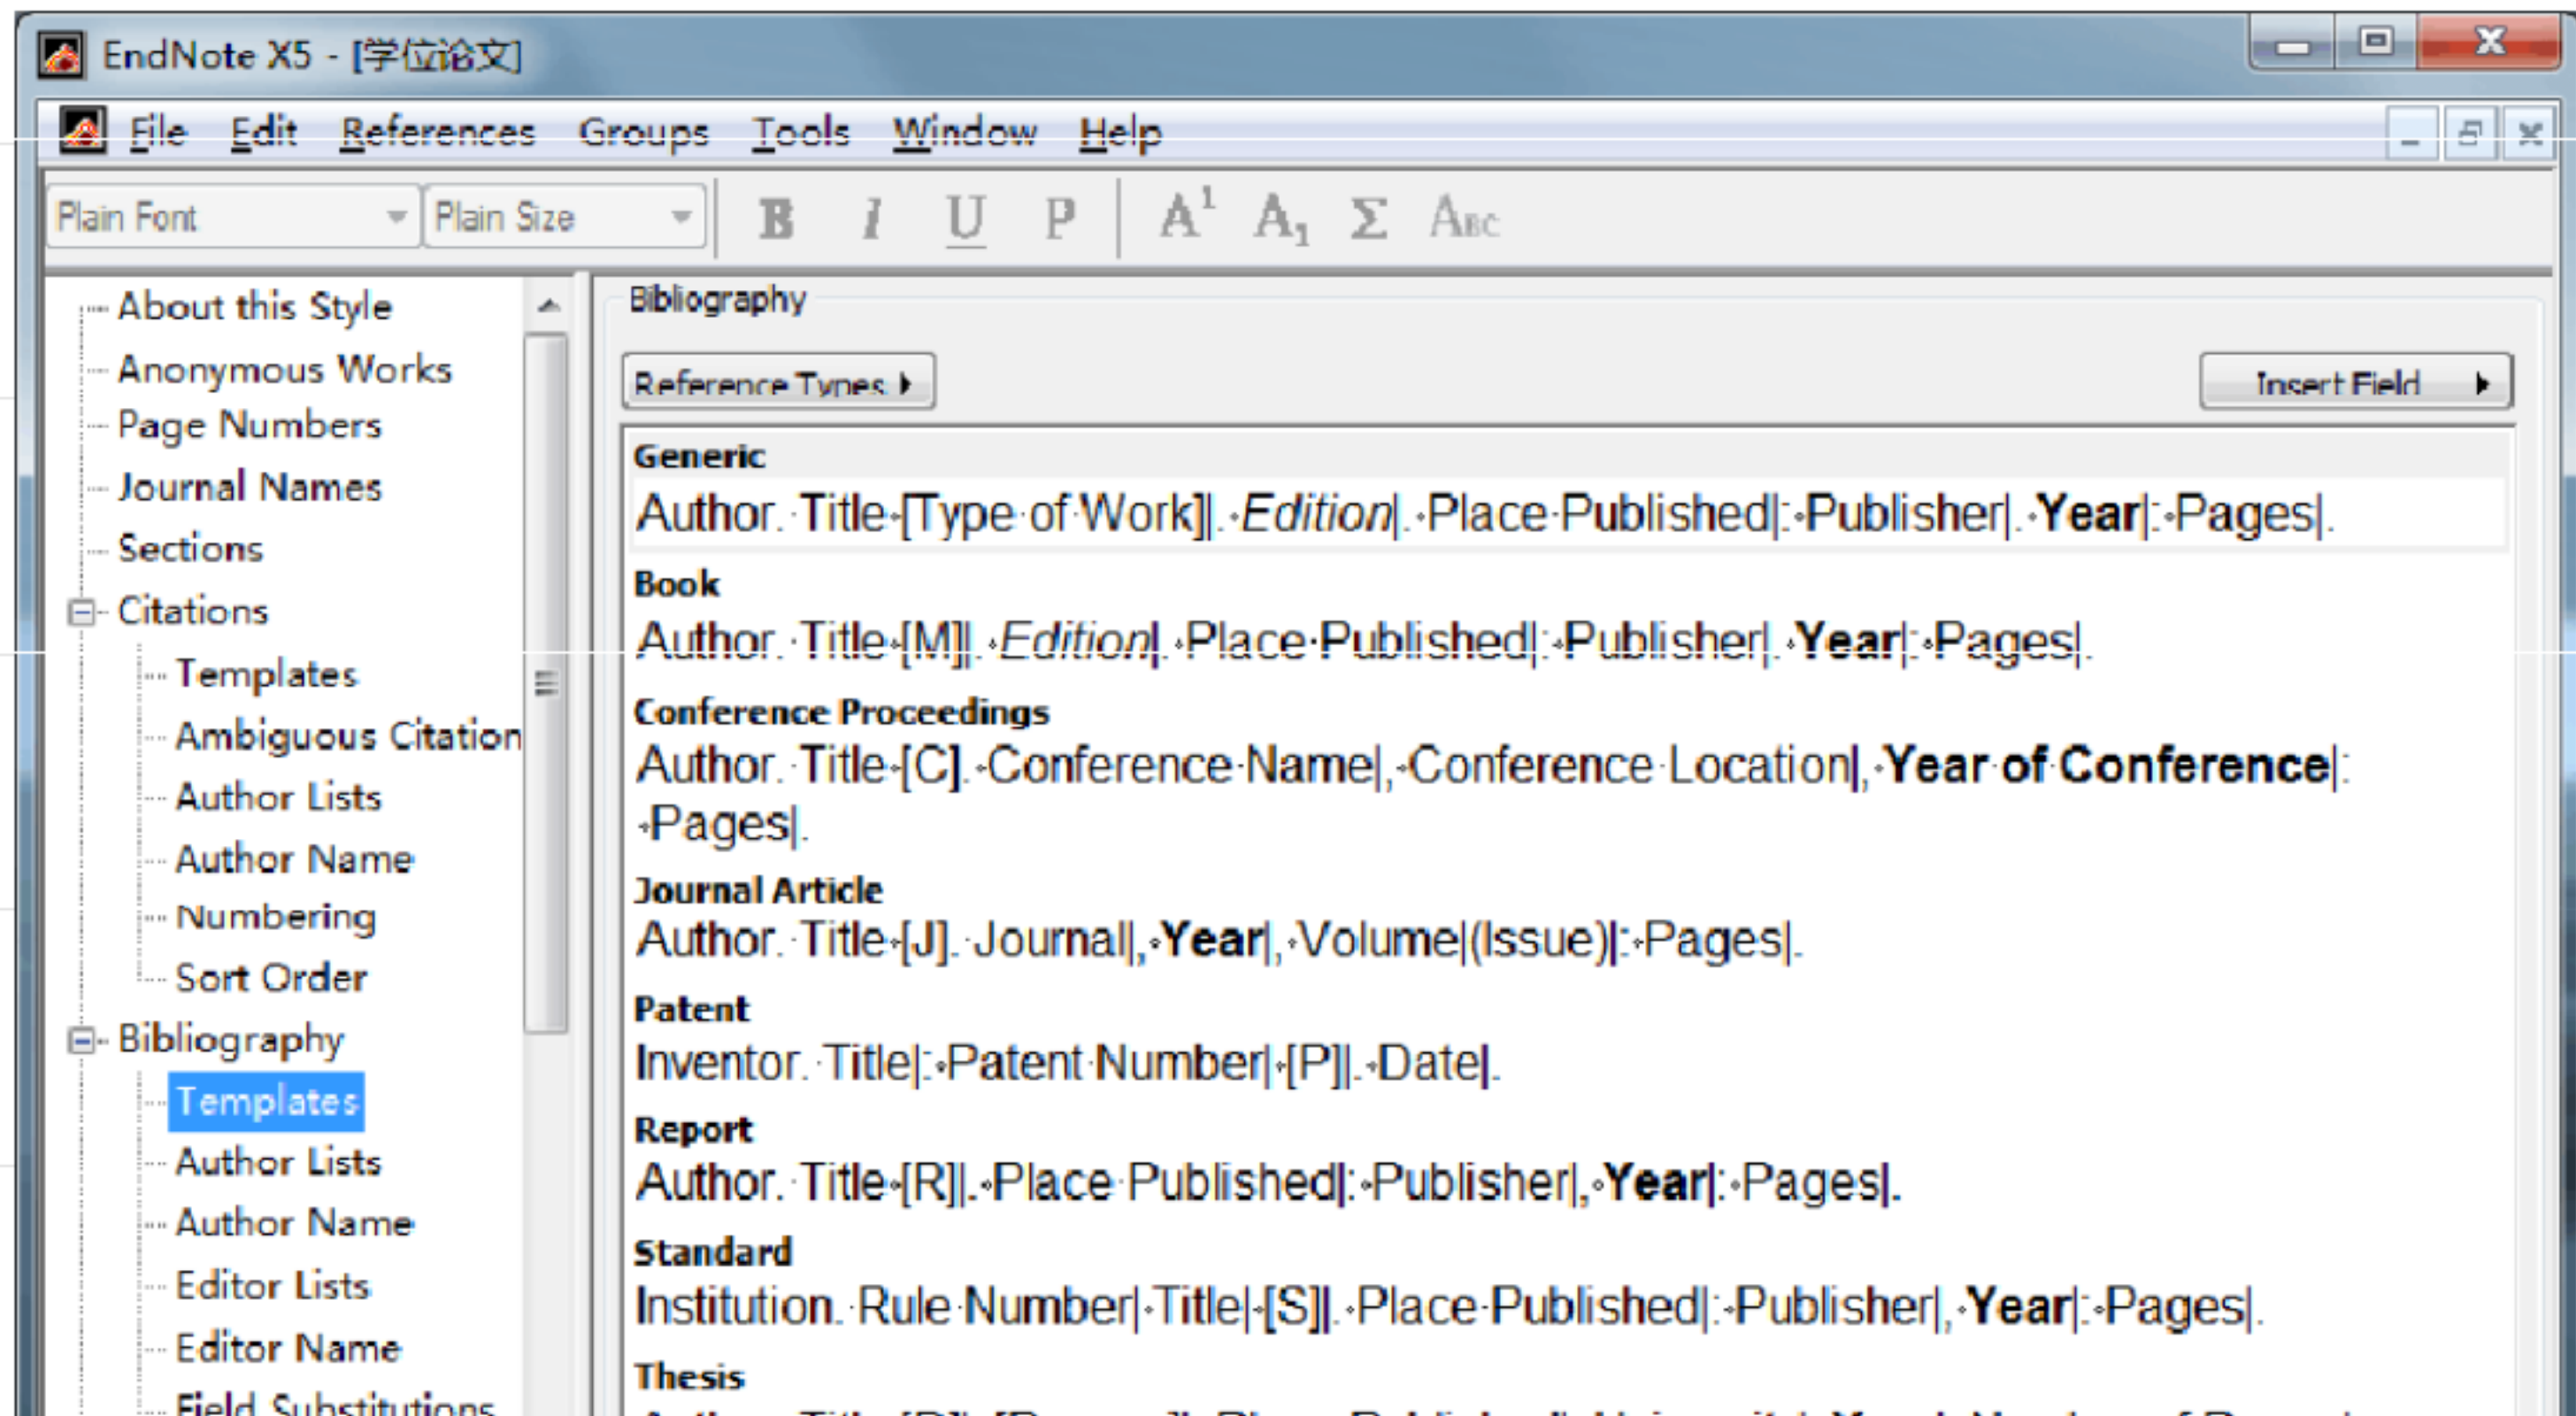 EndNote X5 - [学位论文]
File Edit References Groups Tools Window Help
Plain Font Plain Size B I U P A¹ A₁ Σ ABC
About this Style
Anonymous Works
Page Numbers
Journal Names
Sections
Citations
Templates
Ambiguous Citation
Author Lists
Author Name
Numbering
Sort Order
Bibliography
Templates
Author Lists
Author Name
Editor Lists
Editor Name
Field Substitutions
Bibliography
Reference Types Insert Field
Generic
Author. Title [Type of Work]|. Edition|. Place Published|: Publisher|. Year|: Pages|.
Book
Author. Title [M]|. Edition|. Place Published|: Publisher|. Year|: Pages|.
Conference Proceedings
Author. Title [C]. Conference Name|, Conference Location|, Year of Conference|:
Pages|.
Journal Article
Author. Title [J]. Journal|, Year|, Volume|(Issue)|: Pages|.
Patent
Inventor. Title|: Patent Number| [P]|. Date|.
Report
Author. Title [R]|. Place Published|: Publisher|, Year|: Pages|.
Standard
Institution. Rule Number| Title| [S]|. Place Published|: Publisher|, Year|: Pages|.
Thesis